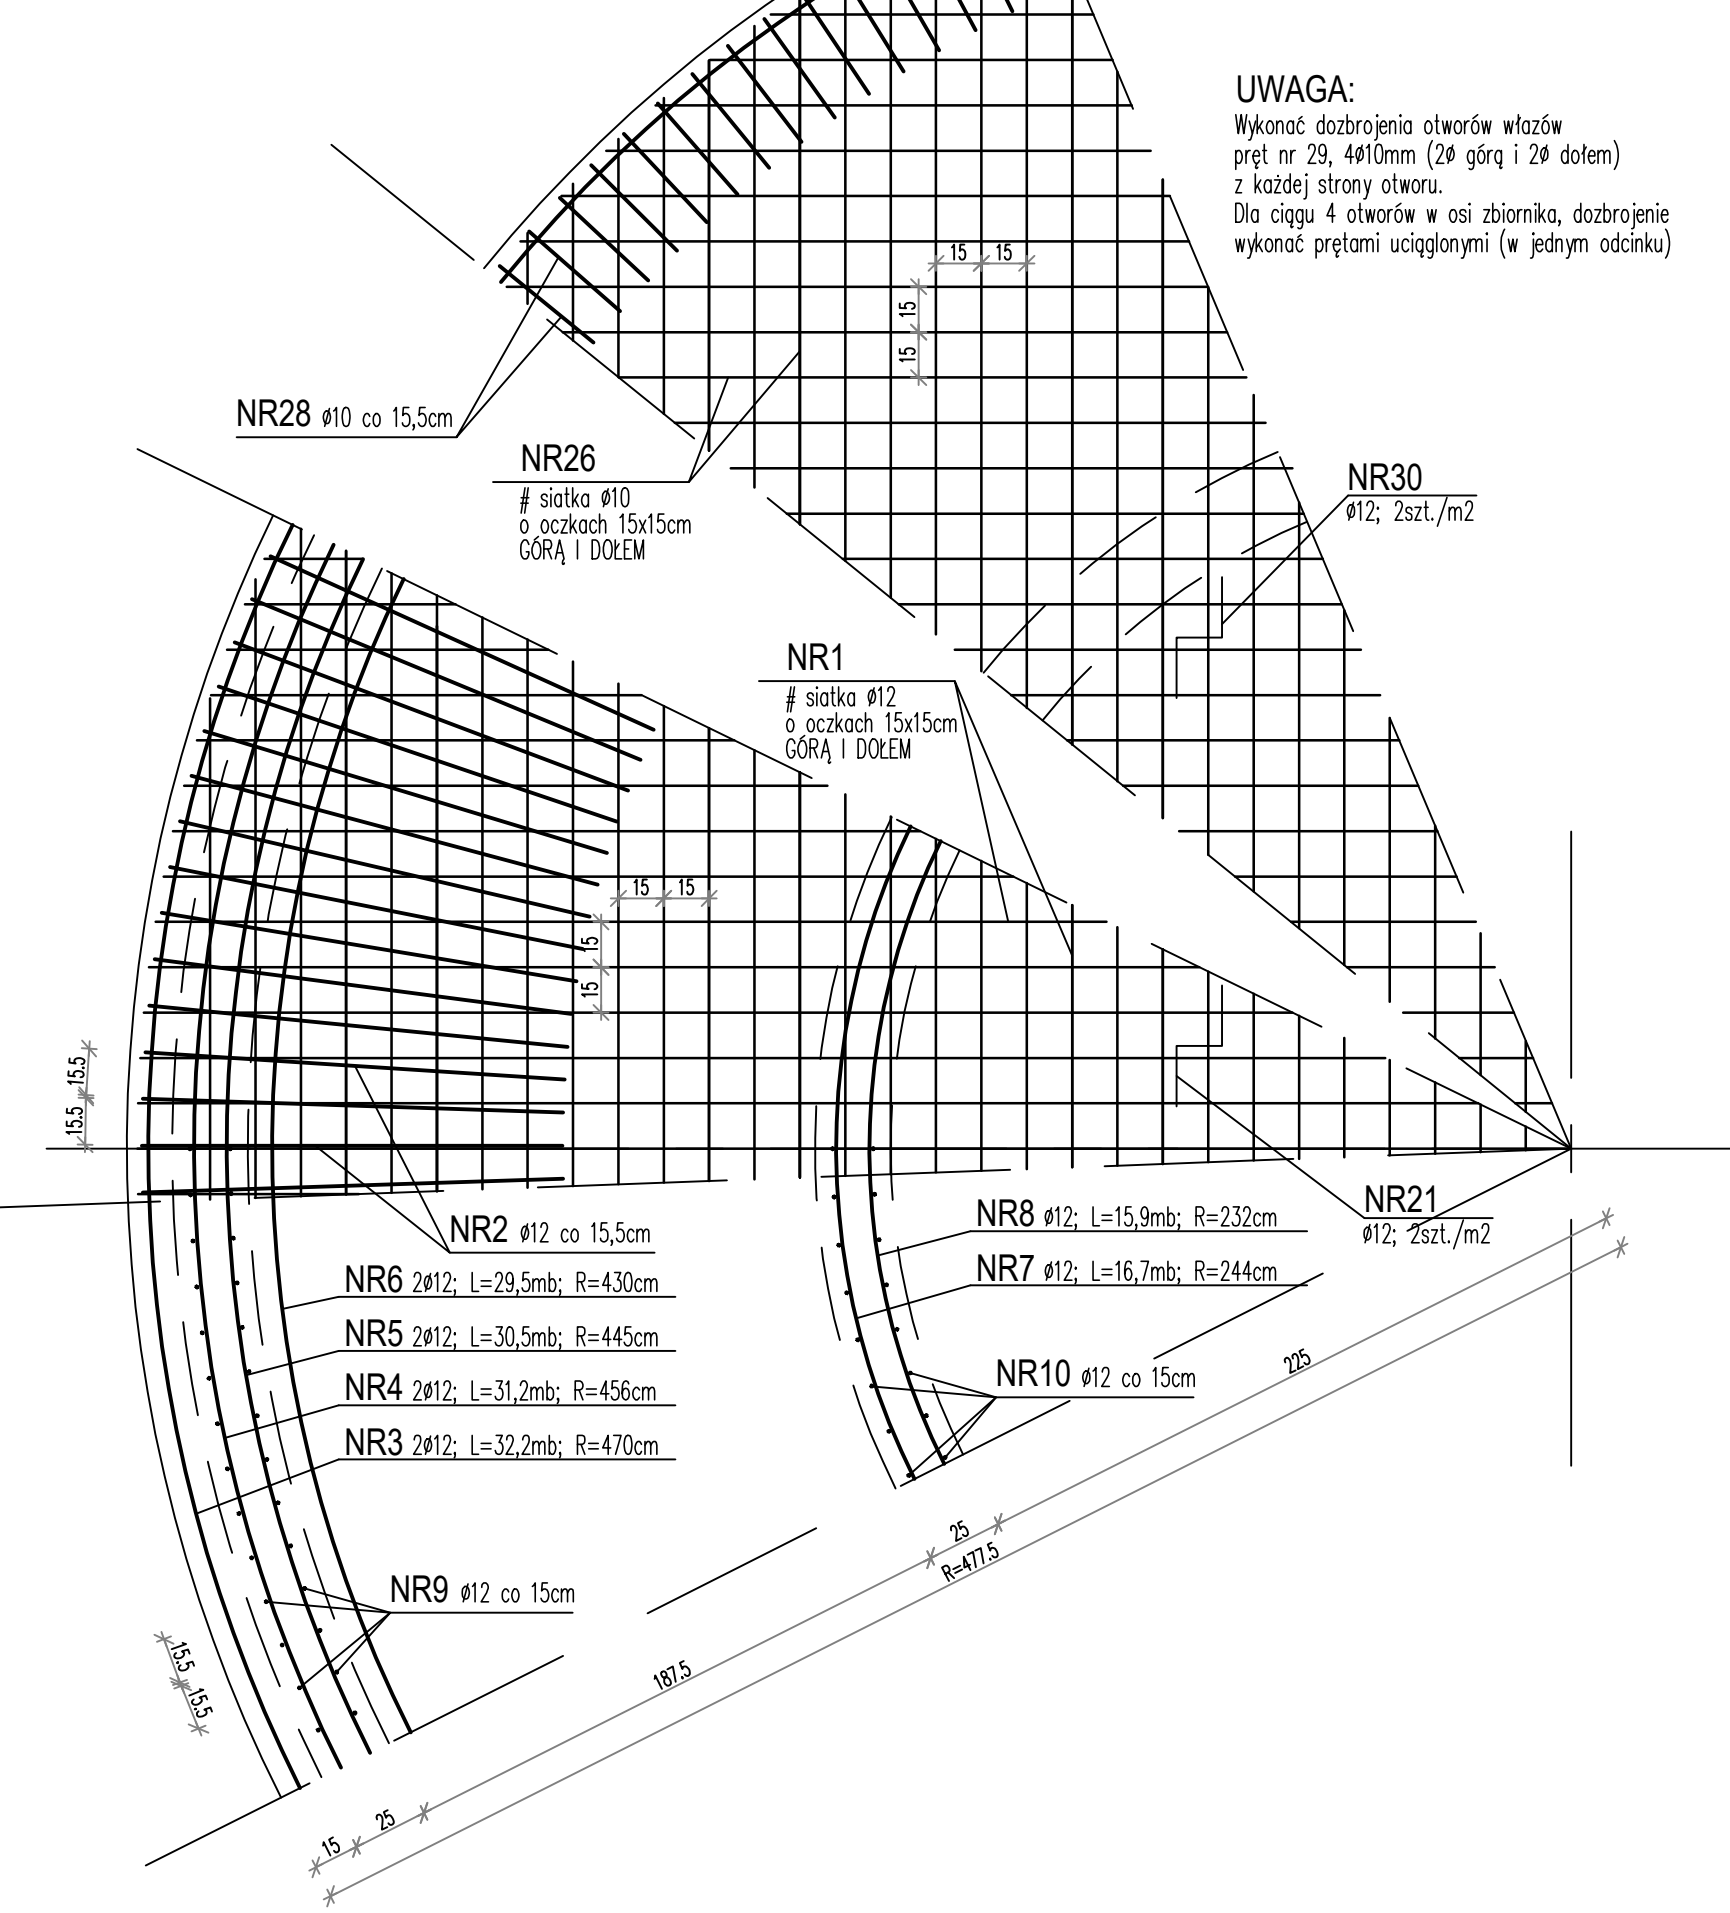 UWAGA:
Wykonać dozbrojenia otworów włazów
pręt nr 29, 4ø10mm (2ø górą i 2ø dołem)
z każdej strony otworu.
Dla ciągu 4 otworów w osi zbiornika, dozbrojenie
wykonać prętami uciąglonymi (w jednym odcinku)
15 15
15
15
NR28 ø10 co 15,5cm
NR26
# siatka ø10
o oczkach 15x15cm
GÓRĄ I DOŁEM
NR30
ø12; 2szt./m2
NR1
# siatka ø12
o oczkach 15x15cm
GÓRĄ I DOŁEM
15 15
15
15
15.5
15.5
NR2 ø12 co 15,5cm
NR8 ø12; L=15,9mb; R=232cm
NR7 ø12; L=16,7mb; R=244cm
NR21
ø12; 2szt./m2
NR6 2ø12; L=29,5mb; R=430cm
NR5 2ø12; L=30,5mb; R=445cm
NR4 2ø12; L=31,2mb; R=456cm
NR3 2ø12; L=32,2mb; R=470cm
NR10 ø12 co 15cm
225
25
R=477.5
NR9 ø12 co 15cm
15.5
15.5
187.5
25
15